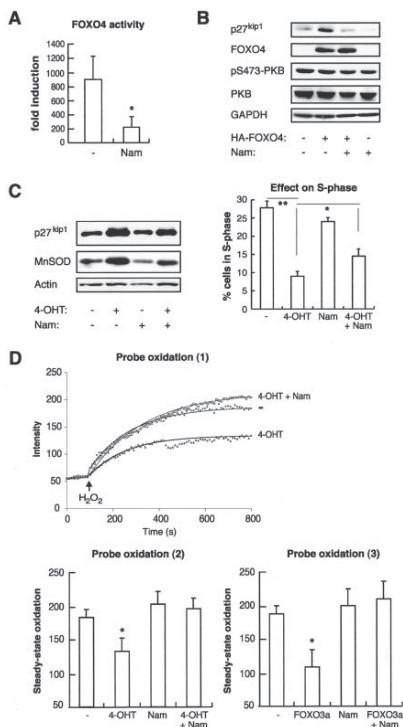 A
FOXO4 activity
fold induction
1400
1200
1000
800
600
400
200
0
- Nam
*
B
p27kip1
FOXO4
pS473-PKB
PKB
GAPDH
HA-FOXO4: - + + -
Nam: - - + +
C
p27kip1
MnSOD
Actin
4-OHT: - + - +
Nam: - - + +
Effect on S-phase
% cells in S-phase
30
25
20
15
10
5
0
** *
- 4-OHT Nam 4-OHT
+ Nam
D
Probe oxidation (1)
Intensity
250
200
150
100
50
0
0 200 400 600 800
Time (s)
H2O2
4-OHT + Nam
-
4-OHT
Probe oxidation (2)
Steady-state oxidation
250
200
150
100
50
*
- 4-OHT Nam 4-OHT
+ Nam
Probe oxidation (3)
Steady-state oxidation
250
200
150
100
50
*
- FOXO3a Nam FOXO3a
+ Nam